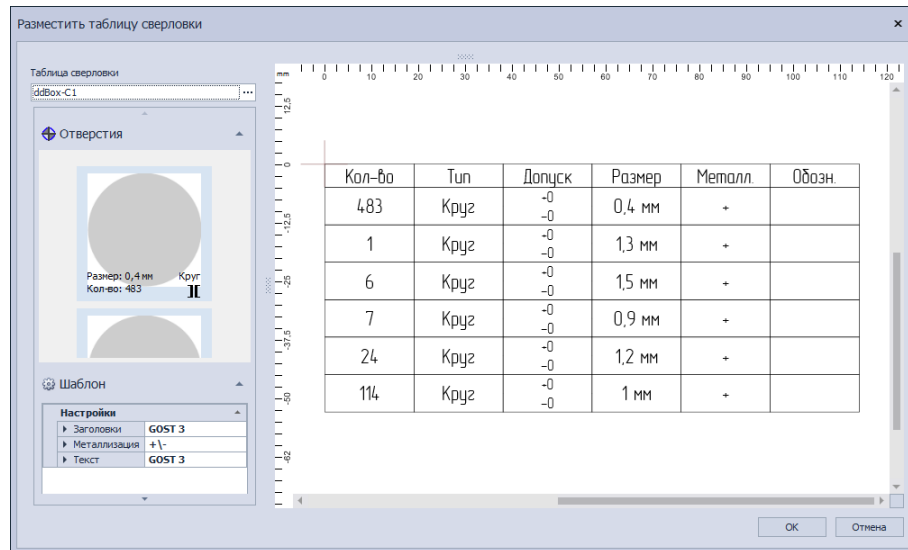 Разместить таблицу сверловки
Таблица сверловки
ddBox-C1
Отверстия
Размер: 0,4 мм Круг
Кол-во: 483
Шаблон
Настройки
Заголовки GOST 3
Металлизация +\-
Текст GOST 3
mm 0 10 20 30 40 50 60 70 80 90 100 110 120
-12,5
0
-12,5
-25
-37,5
-50
-62
Кол-во Тип Допуск Размер Металл. Обозн.
483 Круг +0 -0 0,4 мм +
1 Круг +0 -0 1,3 мм +
6 Круг +0 -0 1,5 мм +
7 Круг +0 -0 0,9 мм +
24 Круг +0 -0 1,2 мм +
114 Круг +0 -0 1 мм +
ОК Отмена